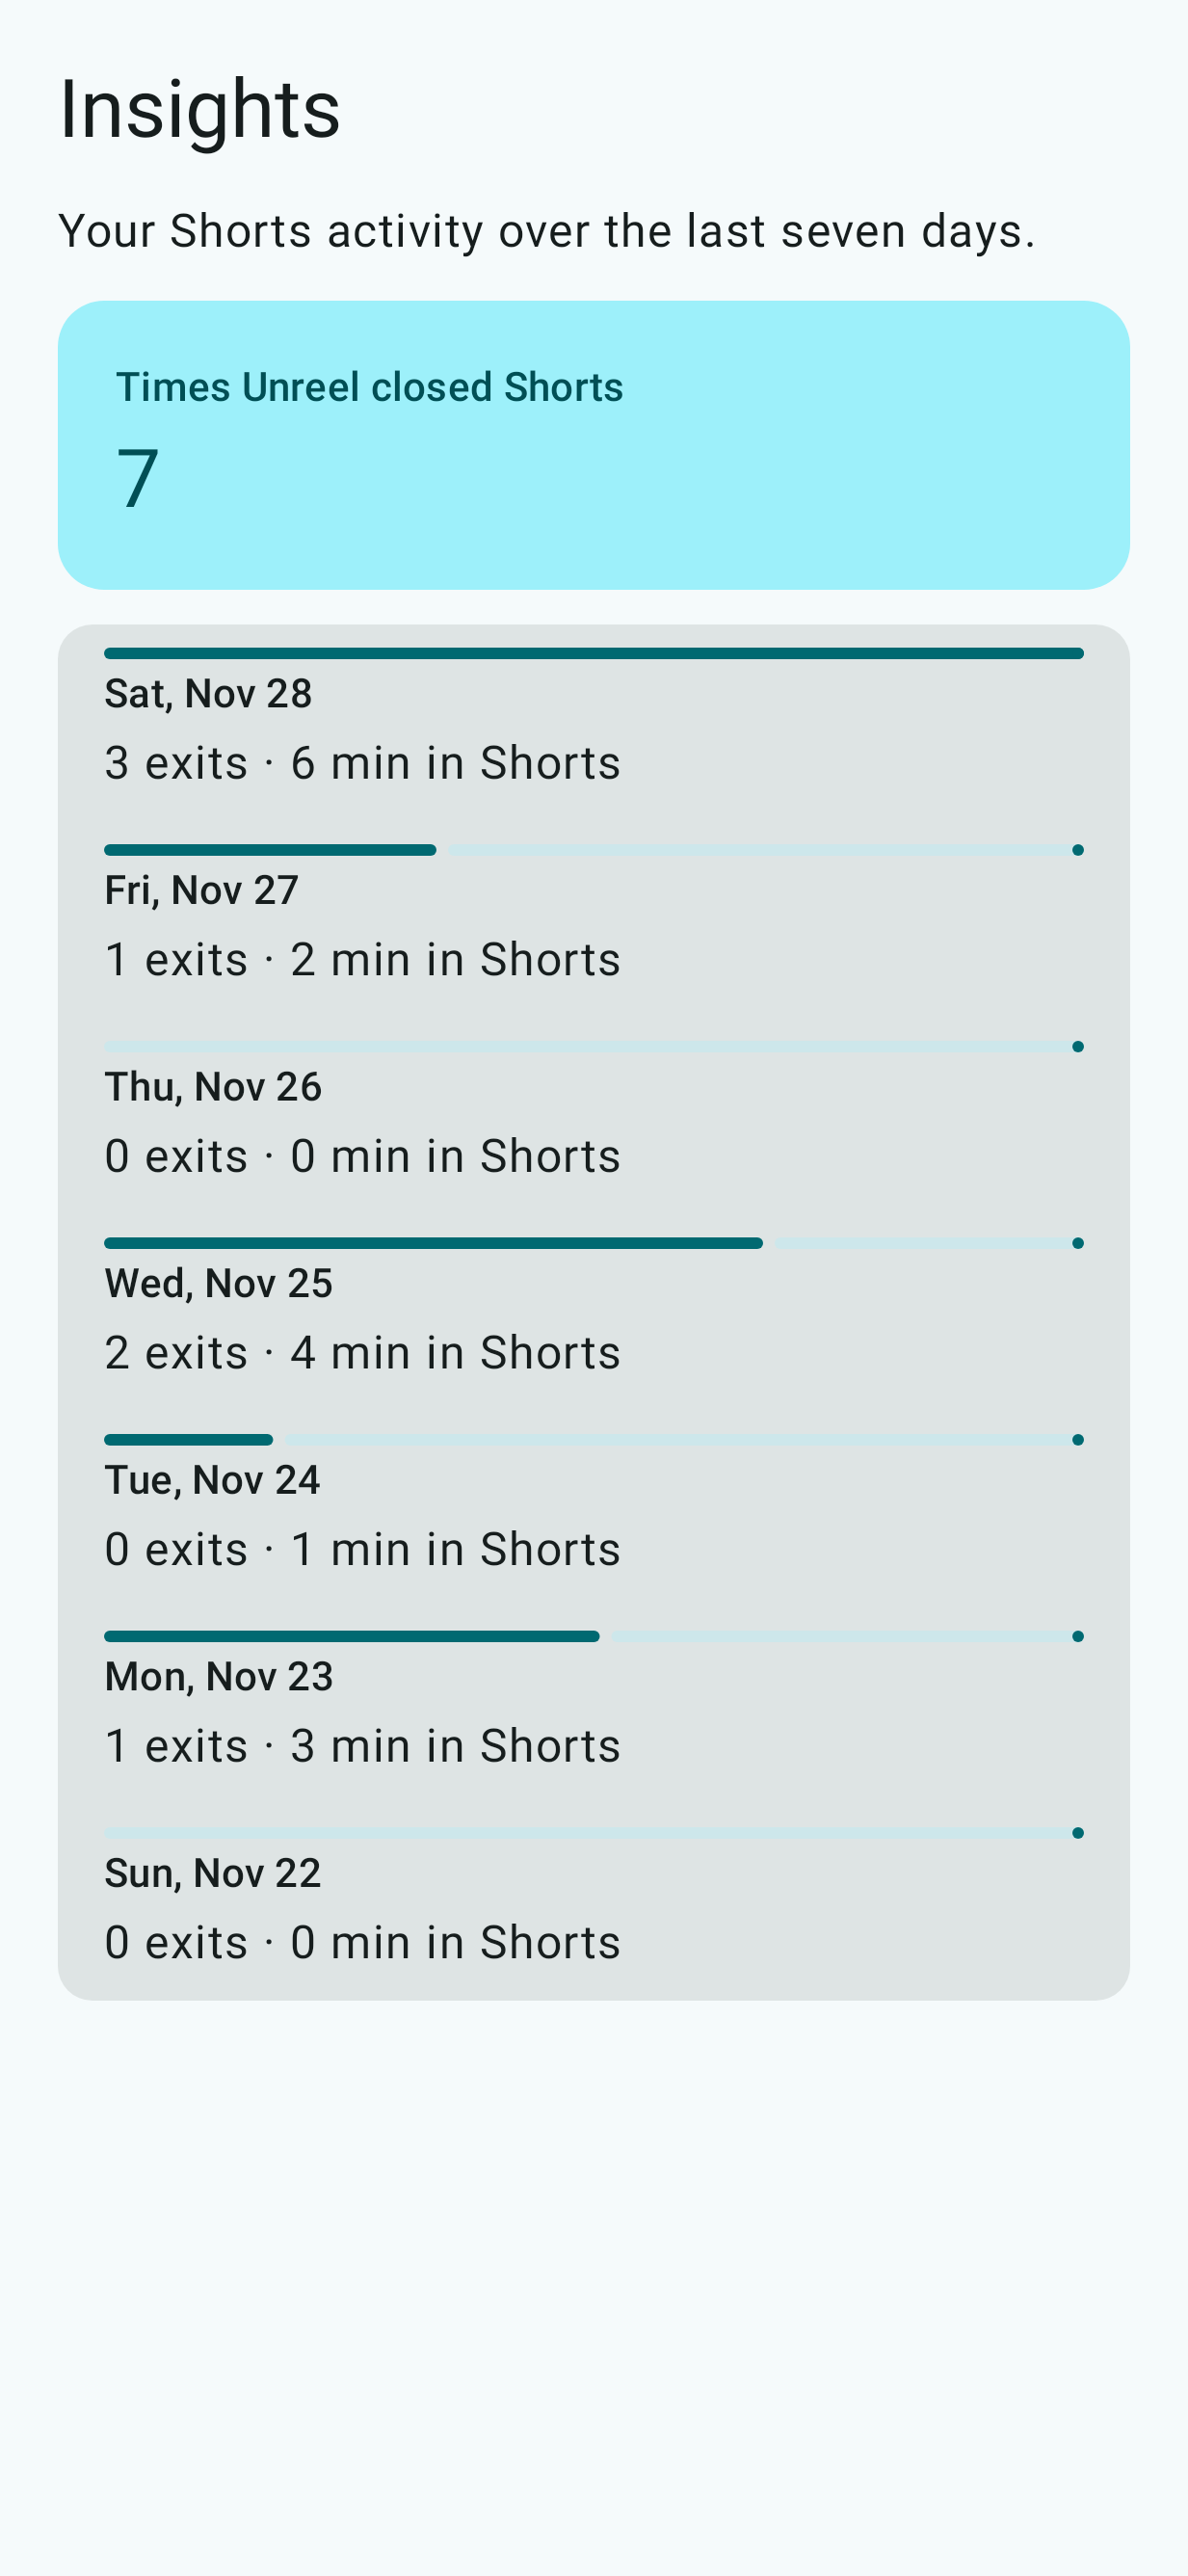 Insights
Your Shorts activity over the last seven days.
Times Unreel closed Shorts
7
Sat, Nov 28
3 exits · 6 min in Shorts
Fri, Nov 27
1 exits · 2 min in Shorts
Thu, Nov 26
0 exits · 0 min in Shorts
Wed, Nov 25
2 exits · 4 min in Shorts
Tue, Nov 24
0 exits · 1 min in Shorts
Mon, Nov 23
1 exits · 3 min in Shorts
Sun, Nov 22
0 exits · 0 min in Shorts